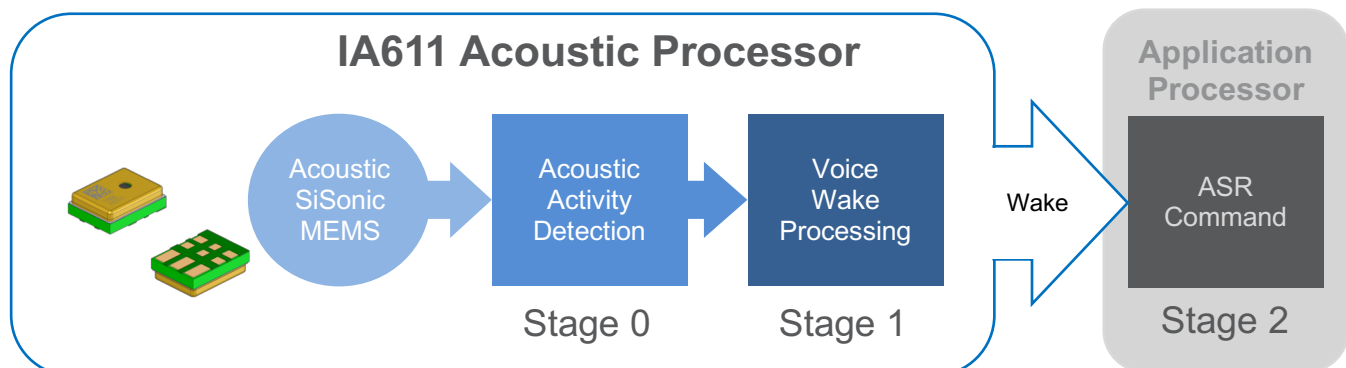 IA611 Acoustic Processor
Application
Processor
Acoustic
SiSonic
MEMS
Acoustic
Activity
Detection
Voice
Wake
Processing
Wake
ASR
Command
Stage 0
Stage 1
Stage 2